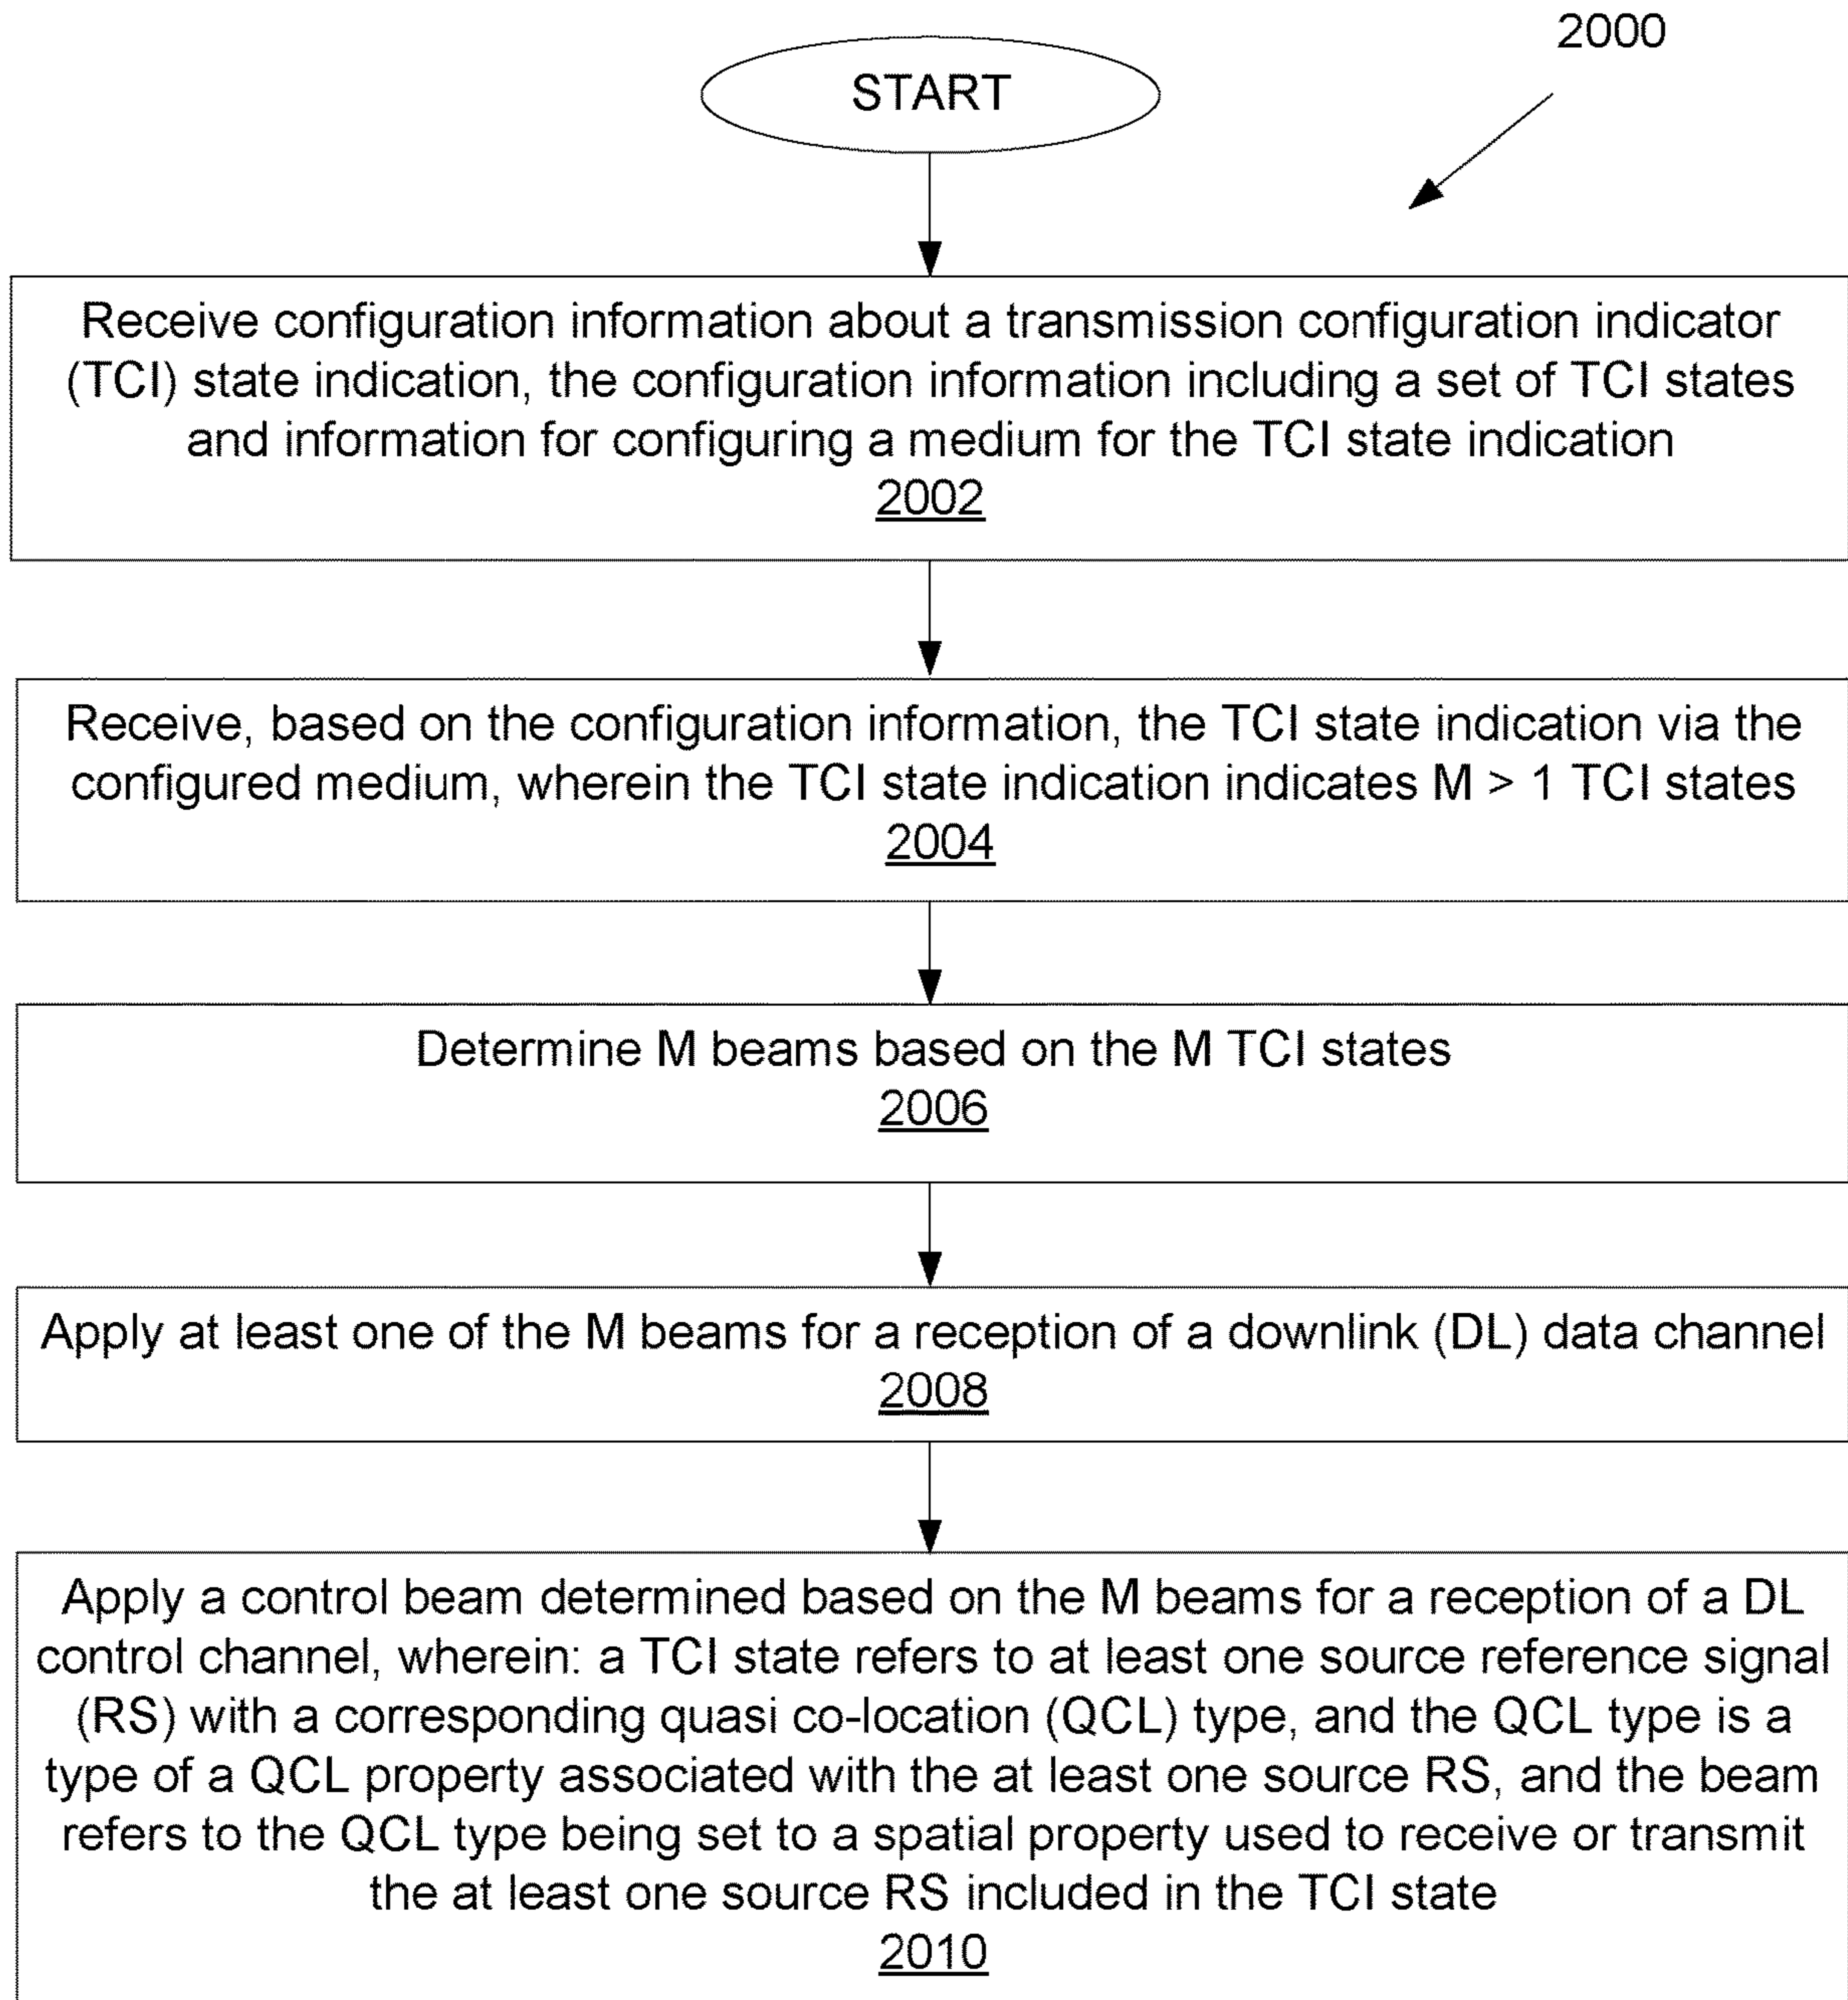 2000
START
Receive configuration information about a transmission configuration indicator
(TCI) state indication, the configuration information including a set of TCI states
and information for configuring a medium for the TCI state indication
2002
Receive, based on the configuration information, the TCI state indication via the
configured medium, wherein the TCI state indication indicates M > 1 TCI states
2004
Determine M beams based on the M TCI states
2006
Apply at least one of the M beams for a reception of a downlink (DL) data channel
2008
Apply a control beam determined based on the M beams for a reception of a DL
control channel, wherein: a TCI state refers to at least one source reference signal
(RS) with a corresponding quasi co-location (QCL) type, and the QCL type is a
type of a QCL property associated with the at least one source RS, and the beam
refers to the QCL type being set to a spatial property used to receive or transmit
the at least one source RS included in the TCI state
2010